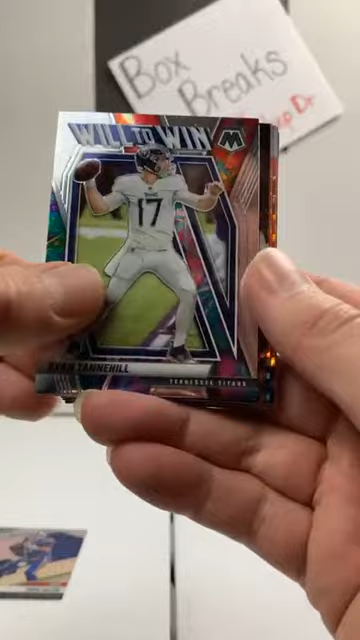 Box
Breaks
WILL TO WIN
M
17
RYAN TANNEHILL
TENNESSEE TITANS